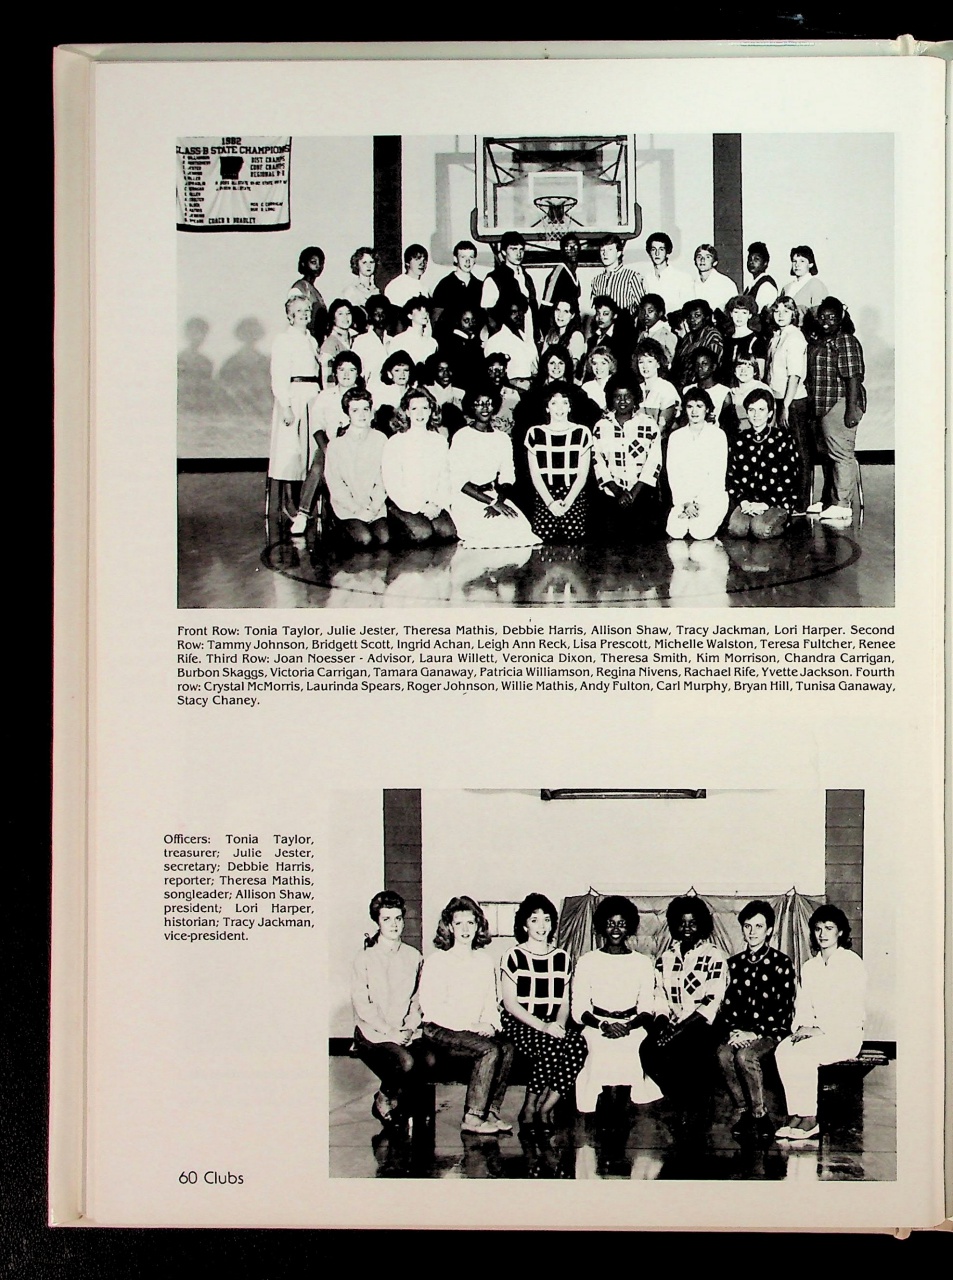 1982
CLASS-B STATE CHAMPIONS
DIST CHAMPS
CONF CHAMPS
REGIONAL
COACH BRADLEY
Front Row: Tonia Taylor, Julie Jester, Theresa Mathis, Debbie Harris, Allison Shaw, Tracy Jackman, Lori Harper. Second
Row: Tammy Johnson, Bridgett Scott, Ingrid Achan, Leigh Ann Reck, Lisa Prescott, Michelle Walston, Teresa Fultcher, Renee
Rife. Third Row: Joan Noesser - Advisor, Laura Willett, Veronica Dixon, Theresa Smith, Kim Morrison, Chandra Carrigan,
Burbon Skaggs, Victoria Carrigan, Tamara Ganaway, Patricia Williamson, Regina Nivens, Rachael Rife, Yvette Jackson. Fourth
row: Crystal McMorris, Laurinda Spears, Roger Johnson, Willie Mathis, Andy Fulton, Carl Murphy, Bryan Hill, Tunisa Ganaway,
Stacy Chaney.
Officers: Tonia Taylor,
treasurer; Julie Jester,
secretary; Debbie Harris,
reporter; Theresa Mathis,
songleader; Allison Shaw,
president; Lori Harper,
historian; Tracy Jackman,
vice-president.
60 Clubs